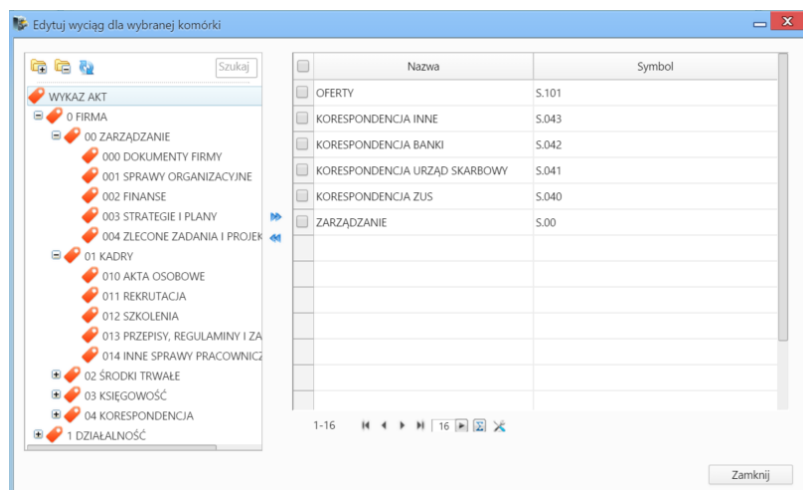 Edytuj wyciąg dla wybranej komórki
Szukaj
WYKAZ AKT
0 FIRMA
00 ZARZĄDZANIE
000 DOKUMENTY FIRMY
001 SPRAWY ORGANIZACYJNE
002 FINANSE
003 STRATEGIE I PLANY
004 ZLECONE ZADANIA I PROJEK
01 KADRY
010 AKTA OSOBOWE
011 REKRUTACJA
012 SZKOLENIA
013 PRZEPISY, REGULAMINY I ZA
014 INNE SPRAWY PRACOWNICZ
02 ŚRODKI TRWAŁE
03 KSIĘGOWOŚĆ
04 KORESPONDENCJA
1 DZIAŁALNOŚĆ
Nazwa Symbol
OFERTY S.101
KORESPONDENCJA INNE S.043
KORESPONDENCJA BANKI S.042
KORESPONDENCJA URZĄD SKARBOWY S.041
KORESPONDENCJA ZUS S.040
ZARZĄDZANIE S.00
1-16 16
Zamknij